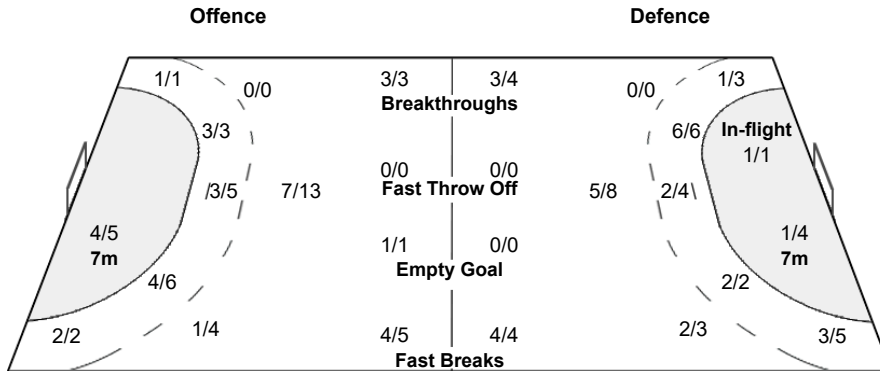 Offence Defence
1/1 0/0 3/3 3/4 0/0 1/3
Breakthroughs
3/3 6/6 In-flight
1/1
0/0 0/0
3/5 7/13 Fast Throw Off 5/8 2/4
4/5 1/1 0/0 1/4
7m Empty Goal 7m
4/6 2/2
2/2 1/4 4/5 4/4 2/3 3/5
Fast Breaks